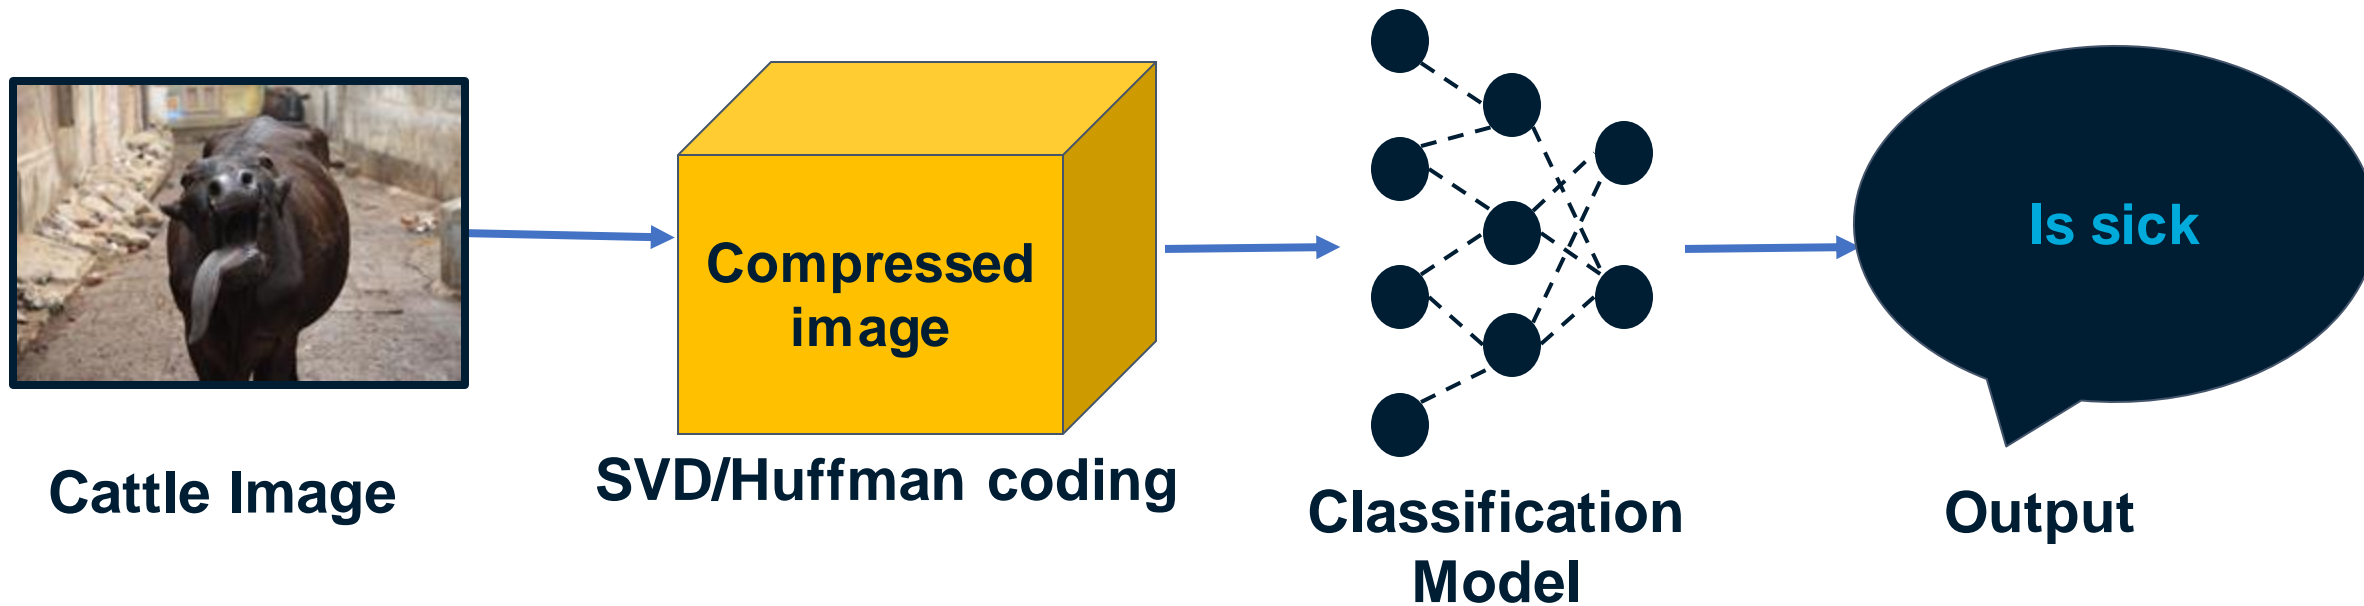 Cattle Image
Compressed
image
SVD/Huffman coding
Classification
Model
Is sick
Output